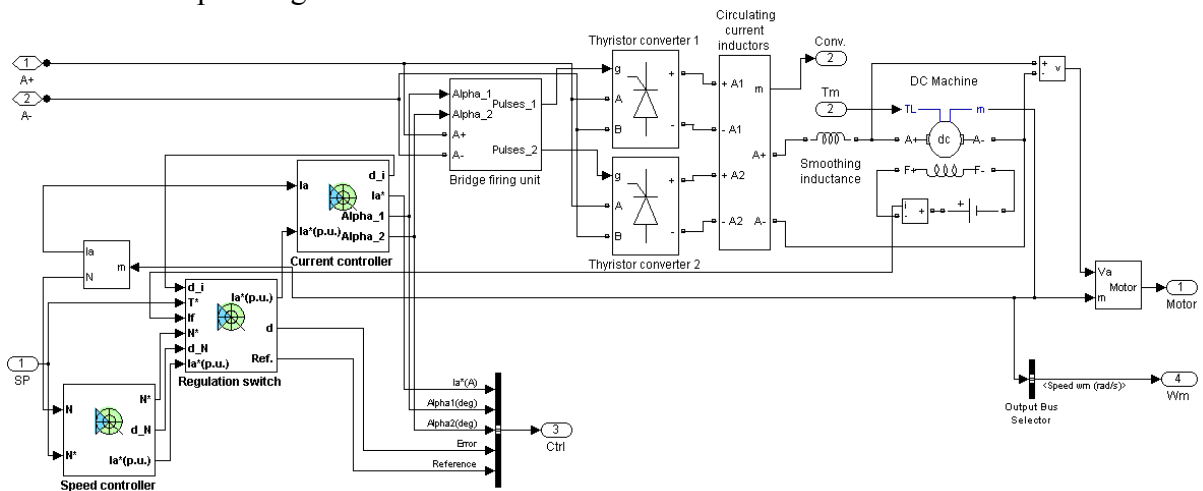 1
A+
2
A-
Alpha_1
Alpha_2
A+
A-
Pulses_1
Pulses_2
Bridge firing unit
Thyristor converter 1
g
A
B
+
-
g
A
B
+
-
Thyristor converter 2
Circulating
current
inductors
+ A1
- A1
+ A2
- A2
m
A+
A-
Conv.
2
Tm
2
Smoothing
inductance
DC Machine
TL
m
A+
dc
A-
F+
F-
i
-
+
+
+
-
v
Va
m
Motor
1
Motor
Ia
Ia*(p.u.)
d_i
Ia*
Alpha_1
Alpha_2
Current controller
Ia
N
m
d_i
T*
If
N*
d_N
Ia*(p.u.)
Ia*(p.u.)
d
Ref.
Regulation switch
1
SP
N
N*
N*
d_N
Ia*(p.u.)
Speed controller
Ia*(A)
Alpha1(deg)
Alpha2(deg)
Error
Reference
3
Ctrl
Output Bus
Selector
<Speed wm (rad/s)>
4
Wm